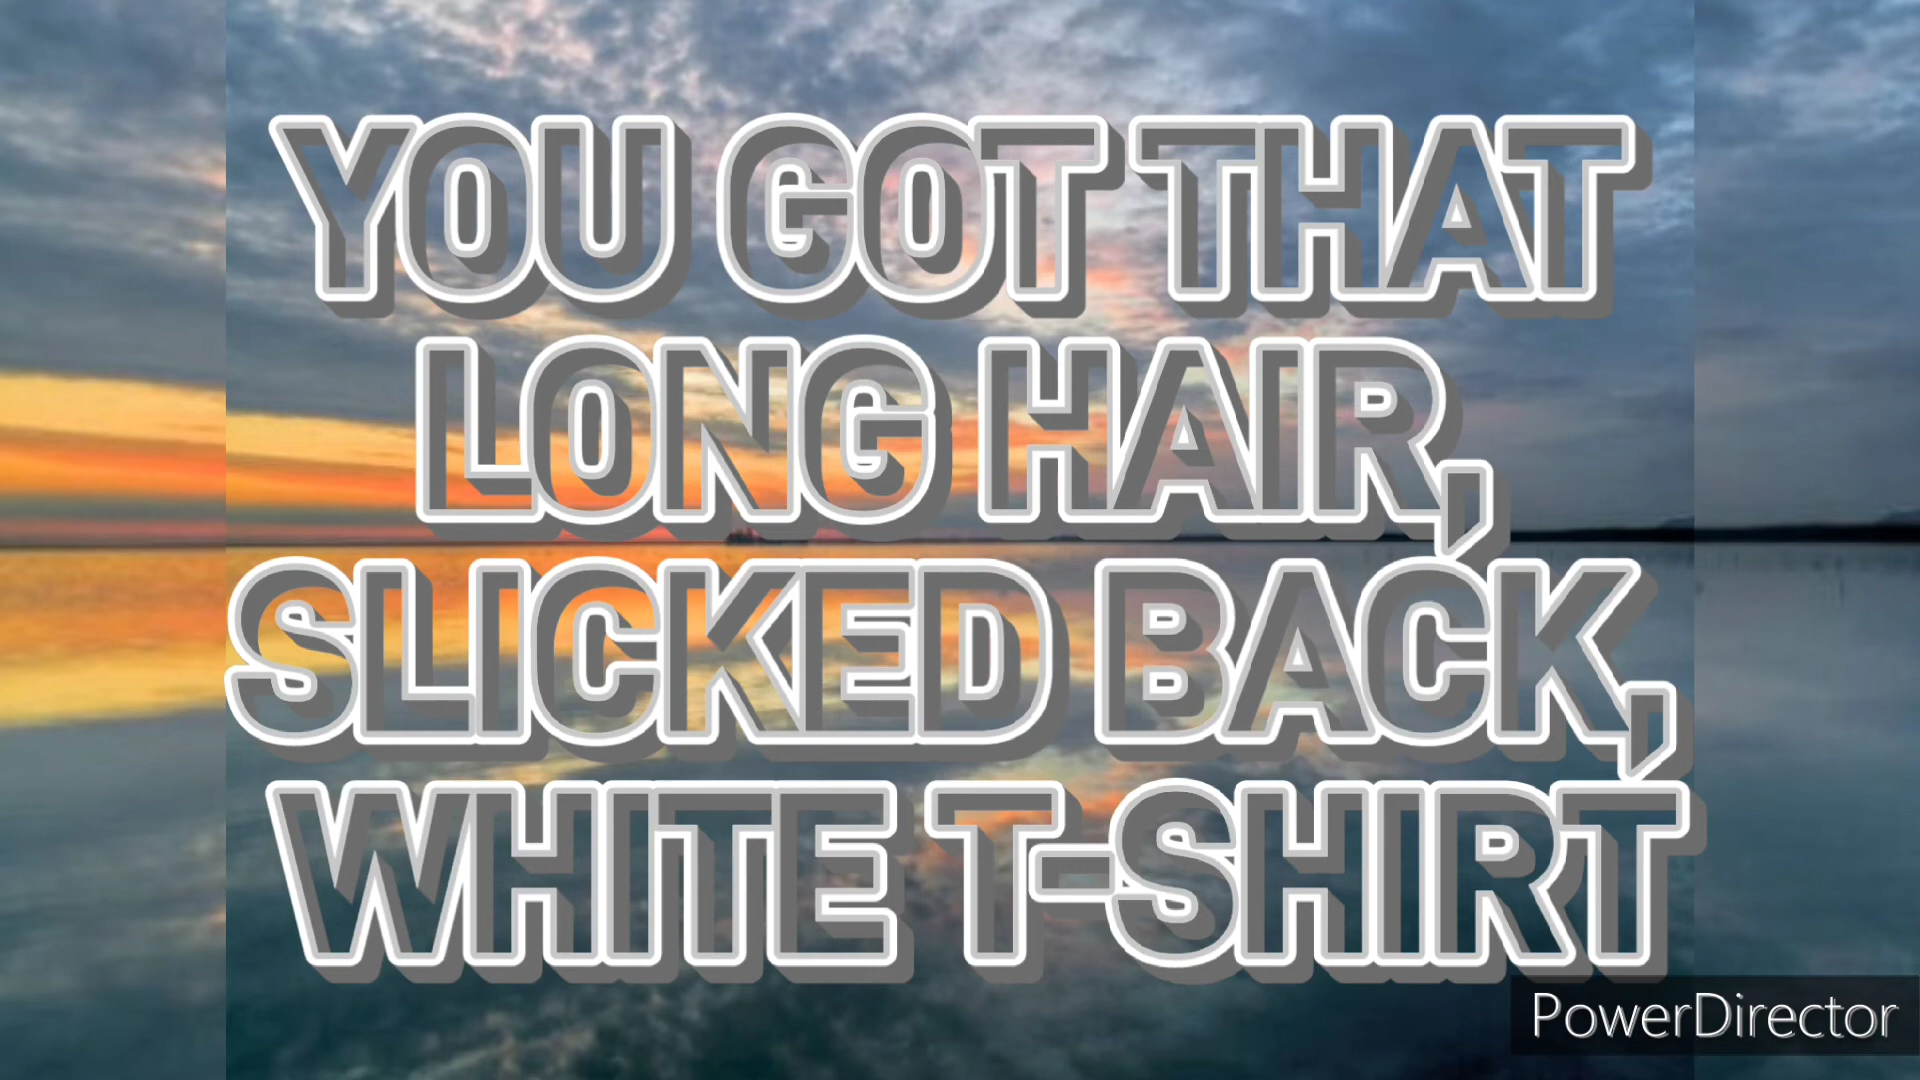 YOU GOT THAT
LONG HAIR,
SLICKED BACK,
WHITE T-SHIRT
PowerDirector